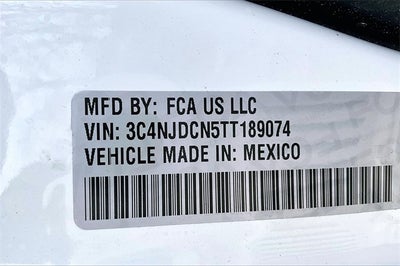 MFD BY: FCA US LLC
VIN: 3C4NJDCN5TT189074
VEHICLE MADE IN: MEXICO